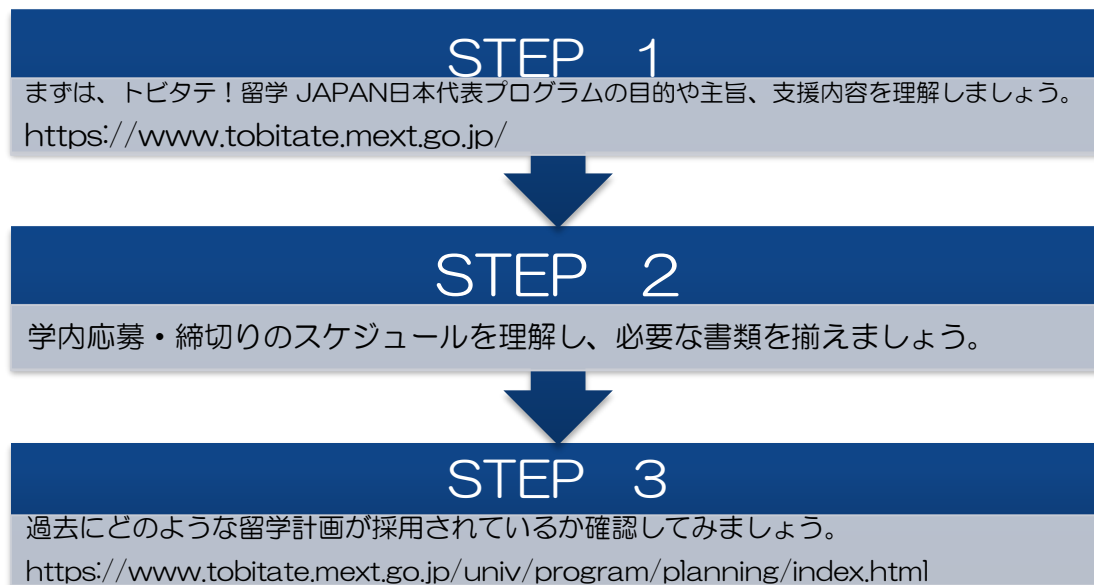 STEP 1
まずは、トビタテ！留学 JAPAN日本代表プログラムの目的や主旨、支援内容を理解しましょう。
https://www.tobitate.mext.go.jp/
STEP 2
学内応募・締切りのスケジュールを理解し、必要な書類を揃えましょう。
STEP 3
過去にどのような留学計画が採用されているか確認してみましょう。
https://www.tobitate.mext.go.jp/univ/program/planning/index.html